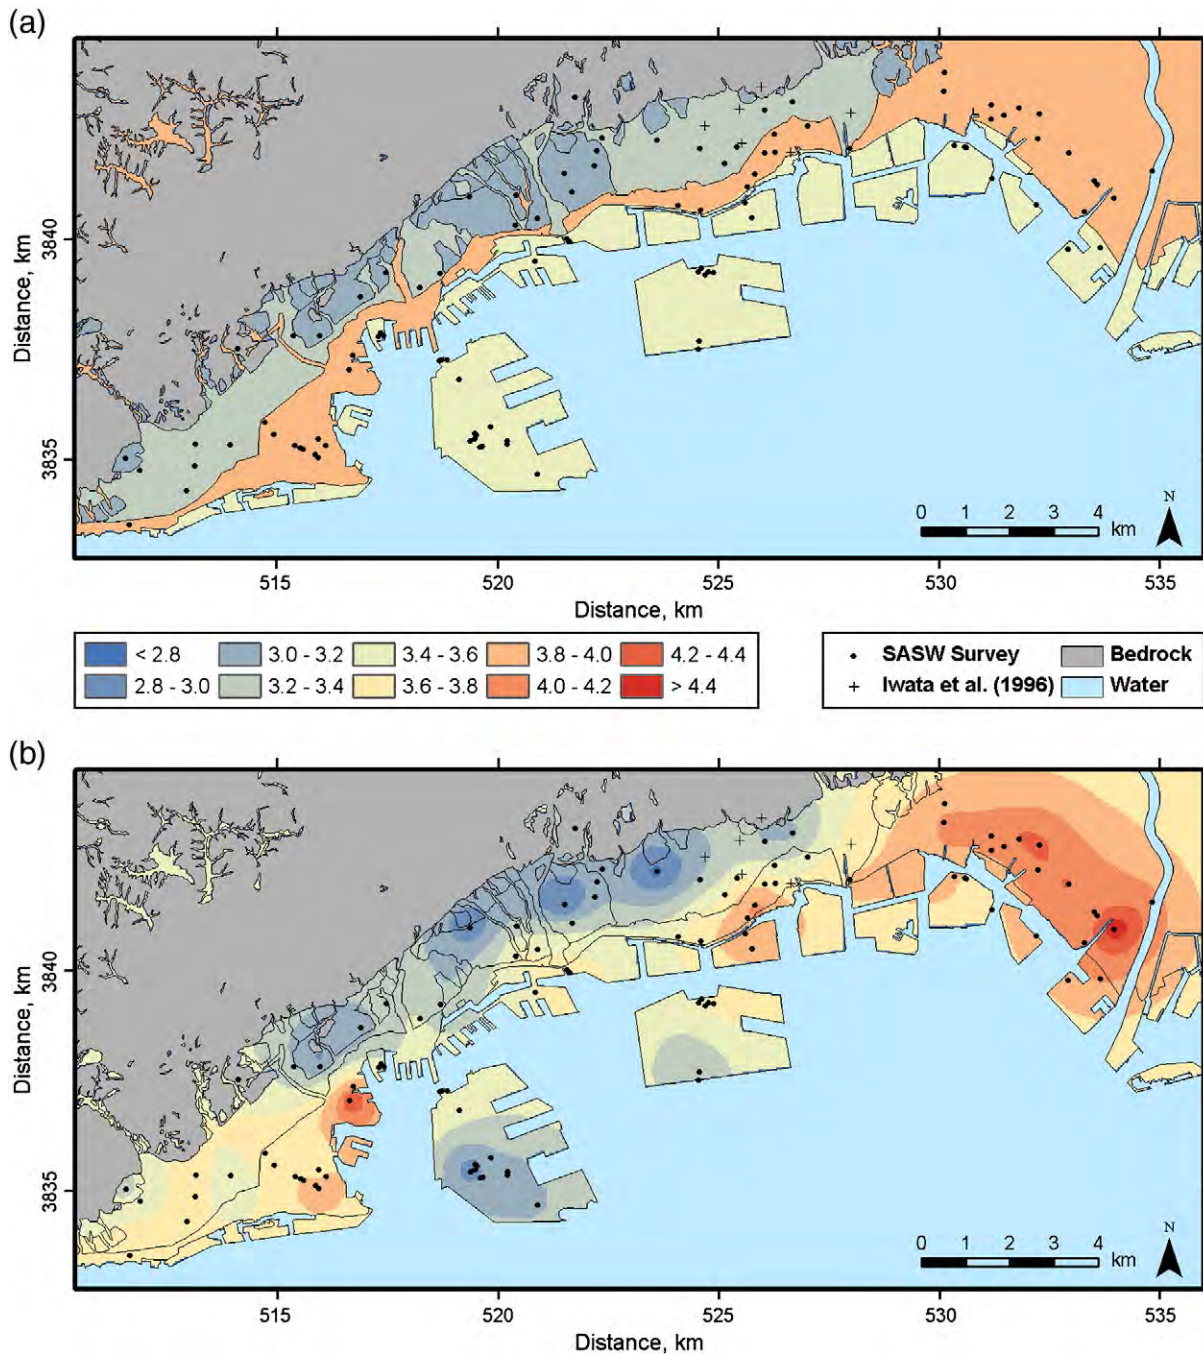 (a)
Distance, km
3840
3835
N
0 1 2 3 4
km
515 520 525 530 535
Distance, km
< 2.8 3.0 - 3.2 3.4 - 3.6 3.8 - 4.0 4.2 - 4.4
2.8 - 3.0 3.2 - 3.4 3.6 - 3.8 4.0 - 4.2 > 4.4
SASW Survey Bedrock
Iwata et al. (1996) Water
(b)
Distance, km
3840
3835
N
0 1 2 3 4
km
515 520 525 530 535
Distance, km